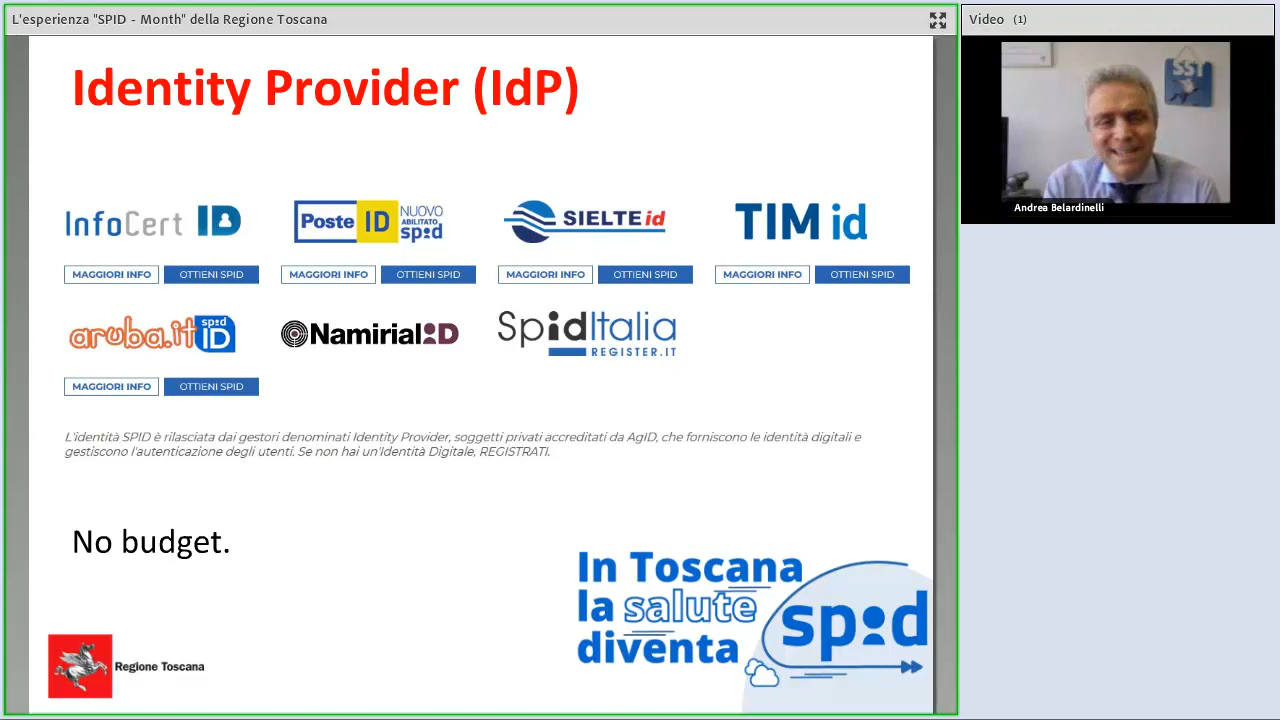 L'esperienza "SPID - Month" della Regione Toscana
Video (1)
SST
Andrea Belardinelli
Identity Provider (IdP)
InfoCert ID
Poste ID NUOVO ABILITATO spid
SIELTE id
TIM id
MAGGIORI INFO OTTIENI SPID
MAGGIORI INFO OTTIENI SPID
MAGGIORI INFO OTTIENI SPID
MAGGIORI INFO OTTIENI SPID
aruba.it spid ID
Namirial ID
SpidItalia
REGISTER.IT
MAGGIORI INFO OTTIENI SPID
L'identità SPID è rilasciata dai gestori denominati Identity Provider, soggetti privati accreditati da AgID, che forniscono le identità digitali e
gestiscono l'autenticazione degli utenti. Se non hai un'Identità Digitale, REGISTRATI.
No budget.
In Toscana
la salute
diventa
spid
Regione Toscana